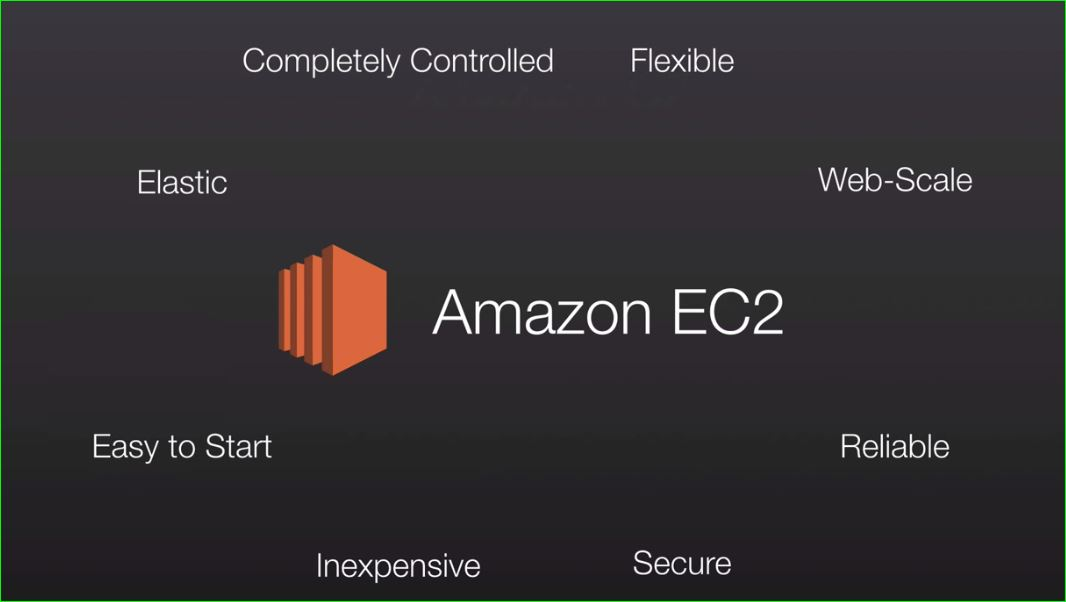 Completely Controlled
Flexible
Elastic
Web-Scale
Amazon EC2
Easy to Start
Reliable
Inexpensive
Secure